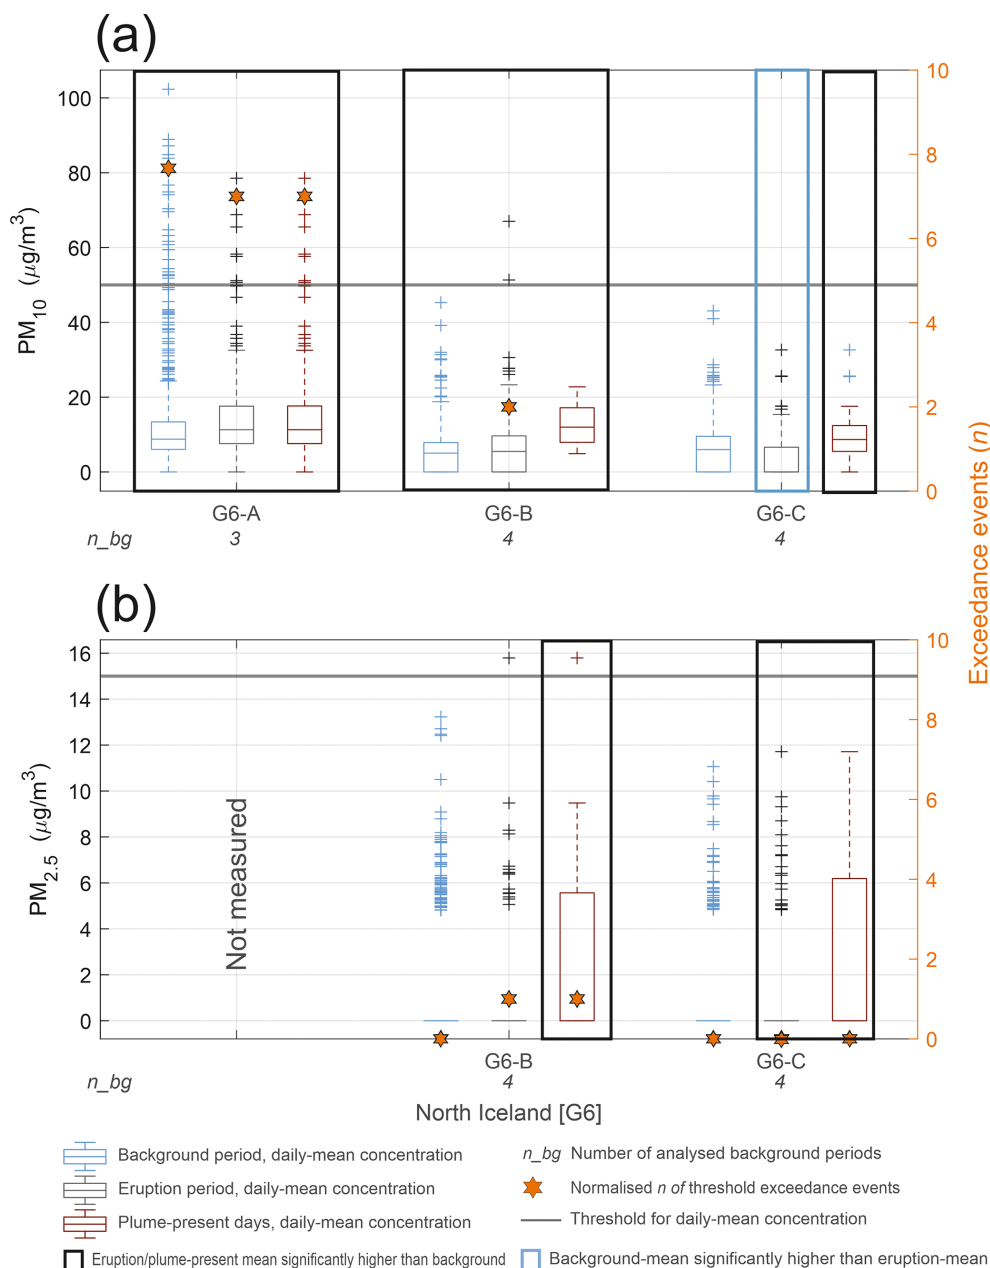 (a)
100
80
60
40
20
0
PM10 (μg/m3)
10
8
6
4
2
0
G6-A
G6-B
G6-C
n_bg
3
4
4
Exceedance events (n)
(b)
16
14
12
10
8
6
4
2
0
PM2.5 (μg/m3)
Not measured
10
8
6
4
2
0
G6-B
G6-C
n_bg
4
4
North Iceland [G6]
Background period, daily-mean concentration
Eruption period, daily-mean concentration
Plume-present days, daily-mean concentration
Eruption/plume-present mean significantly higher than background
n_bg Number of analysed background periods
Normalised n of threshold exceedance events
Threshold for daily-mean concentration
Background-mean significantly higher than eruption-mean